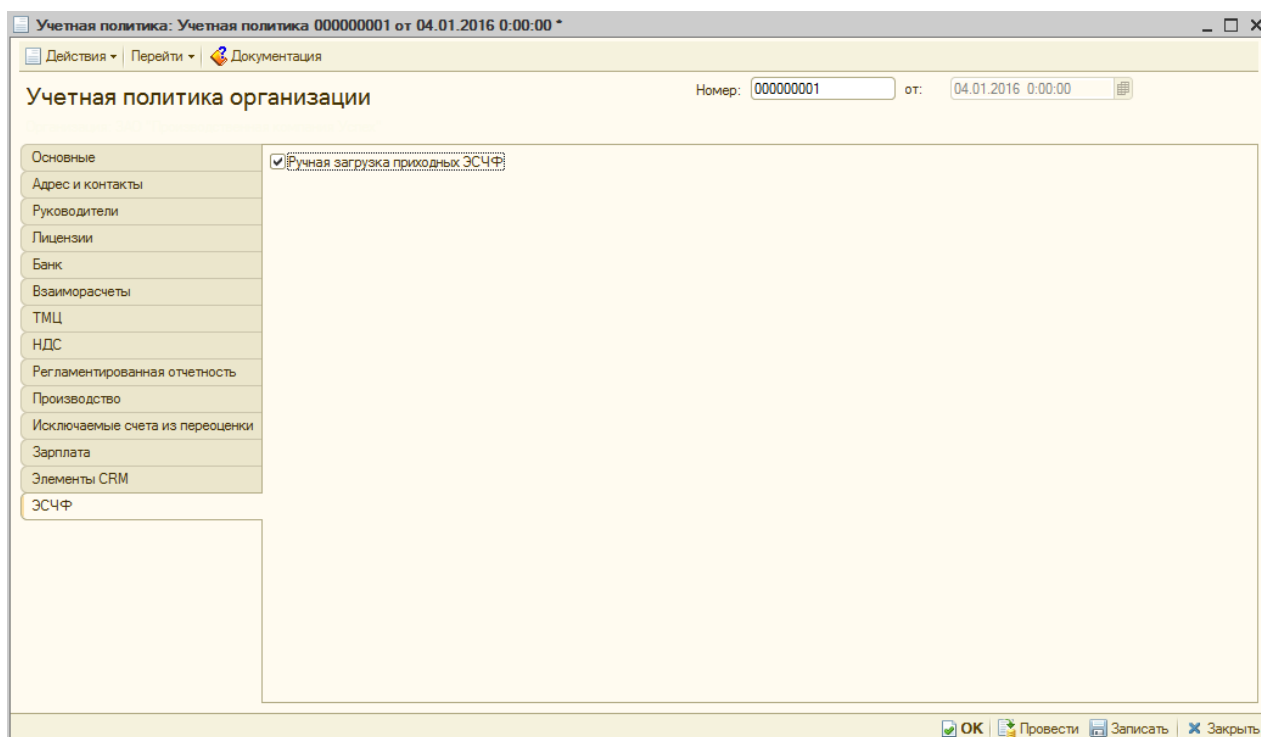 Учетная политика: Учетная политика 000000001 от 04.01.2016 0:00:00 *
Действия Перейти Документация
Учетная политика организации
Номер: 000000001 от: 04.01.2016 0:00:00
Основные
Ручная загрузка приходных ЭСЧФ
Адрес и контакты
Руководители
Лицензии
Банк
Взаиморасчеты
ТМЦ
НДС
Регламентированная отчетность
Производство
Исключаемые счета из переоценки
Зарплата
Элементы CRM
ЭСЧФ
OK Провести Записать Закрыть